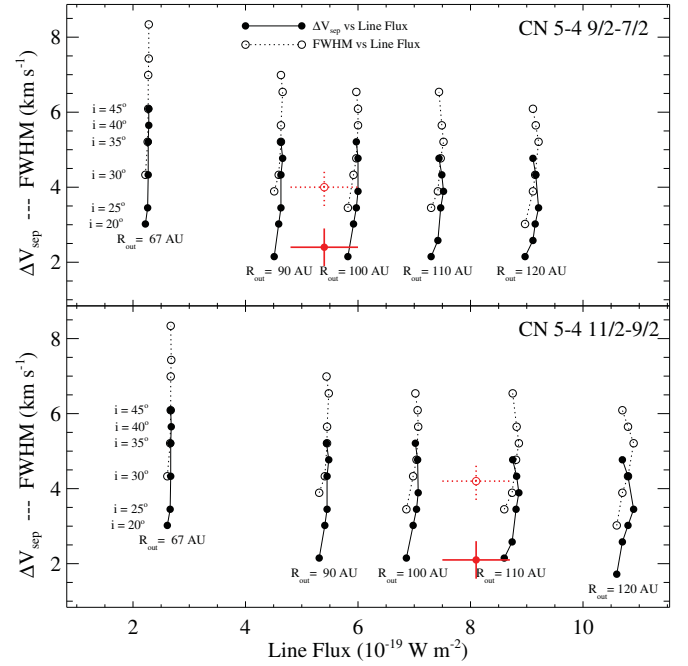 CN 5-4 9/2-7/2
ΔV_sep vs Line Flux
FWHM vs Line Flux
8
6
4
2
i = 45°
i = 40°
i = 35°
i = 30°
i = 25°
i = 20°
R_out = 67 AU
R_out = 90 AU
R_out = 100 AU
R_out = 110 AU
R_out = 120 AU
ΔV_sep --- FWHM (km s⁻¹)
CN 5-4 11/2-9/2
8
6
4
2
i = 45°
i = 40°
i = 35°
i = 30°
i = 25°
i = 20°
R_out = 67 AU
R_out = 90 AU
R_out = 100 AU
R_out = 110 AU
R_out = 120 AU
ΔV_sep --- FWHM (km s⁻¹)
2 4 6 8 10
Line Flux (10⁻¹⁹ W m⁻²)